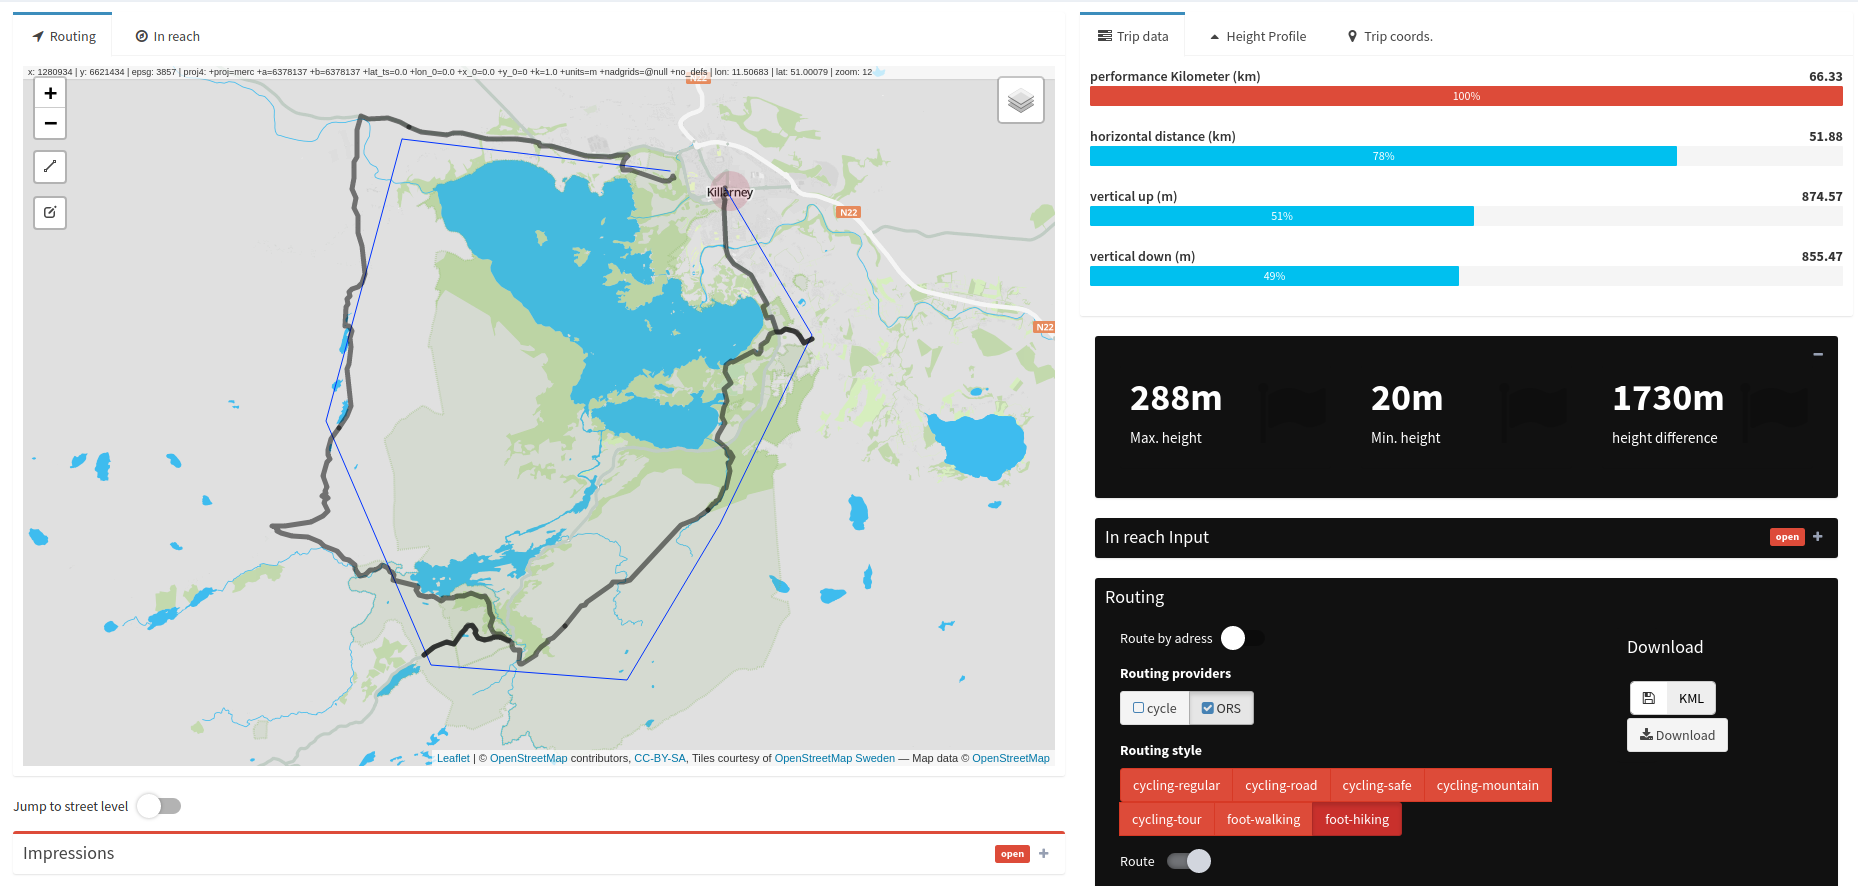 Routing
In reach
x: 1280934 | y: 6621434 | epsg: 3857 | proj4: +proj=merc +a=6378137 +b=6378137 +lat_ts=0.0 +lon_0=0.0 +x_0=0.0 +y_0=0 +k=1.0 +units=m +nadgrids=@null +no_defs | lon: 11.50683 | lat: 51.00079 | zoom: 12
+
−
N22
Killarney
N22
N22
Leaflet | © OpenStreetMap contributors, CC-BY-SA, Tiles courtesy of OpenStreetMap Sweden — Map data © OpenStreetMap
Jump to street level
Impressions
open +
Trip data
Height Profile
Trip coords.
performance Kilometer (km) 66.33
100%
horizontal distance (km) 51.88
78%
vertical up (m) 874.57
51%
vertical down (m) 855.47
49%
288m
Max. height
20m
Min. height
1730m
height difference
In reach Input
open +
Routing
Route by adress
Routing providers
cycle
ORS
Routing style
cycling-regular cycling-road cycling-safe cycling-mountain
cycling-tour foot-walking foot-hiking
Route
Download
KML
Download